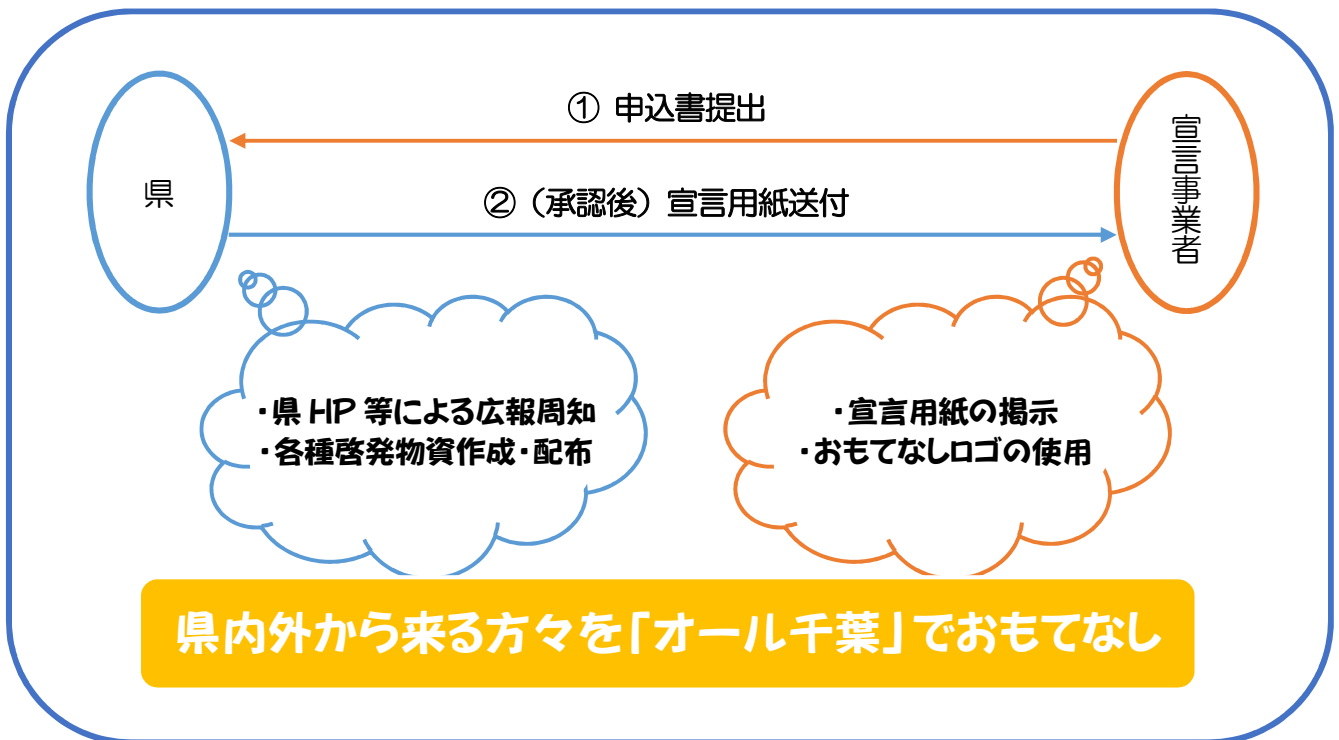 ① 申込書提出
県
宣言事業者
②（承認後）宣言用紙送付
・県 HP 等による広報周知
・各種啓発物資作成・配布
・宣言用紙の掲示
・おもてなしロゴの使用
県内外から来る方々を「オール千葉」でおもてなし